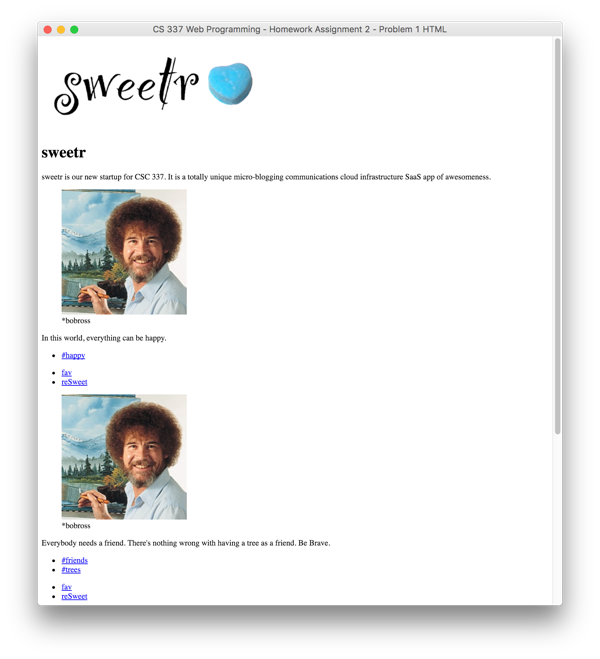 CS 337 Web Programming - Homework Assignment 2 - Problem 1 HTML
sweetr
sweetr
sweetr is our new startup for CSC 337. It is a totally unique micro-blogging communications cloud infrastructure SaaS app of awesomeness.
*bobross
In this world, everything can be happy.
#happy
fav
reSweet
*bobross
Everybody needs a friend. There's nothing wrong with having a tree as a friend. Be Brave.
#friends
#trees
fav
reSweet